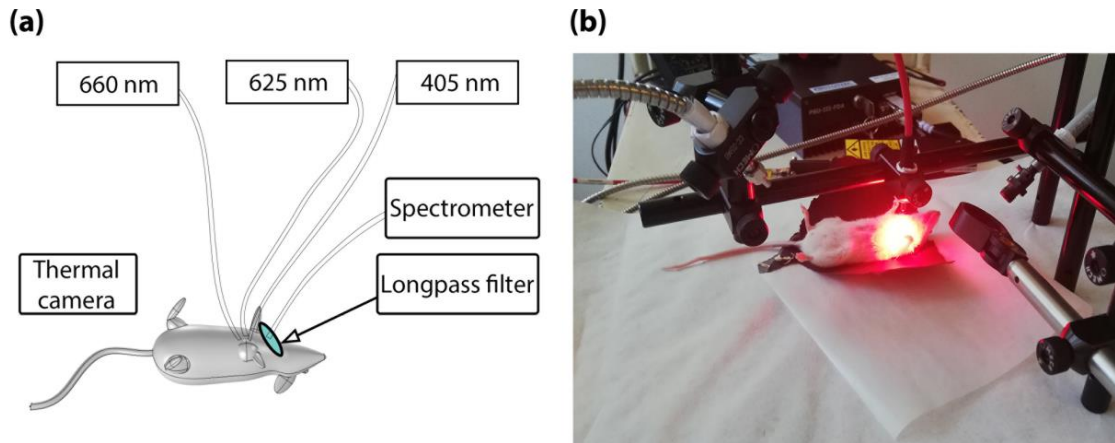 (a)
(b)
660 nm
625 nm
405 nm
Spectrometer
Thermal
camera
Longpass filter